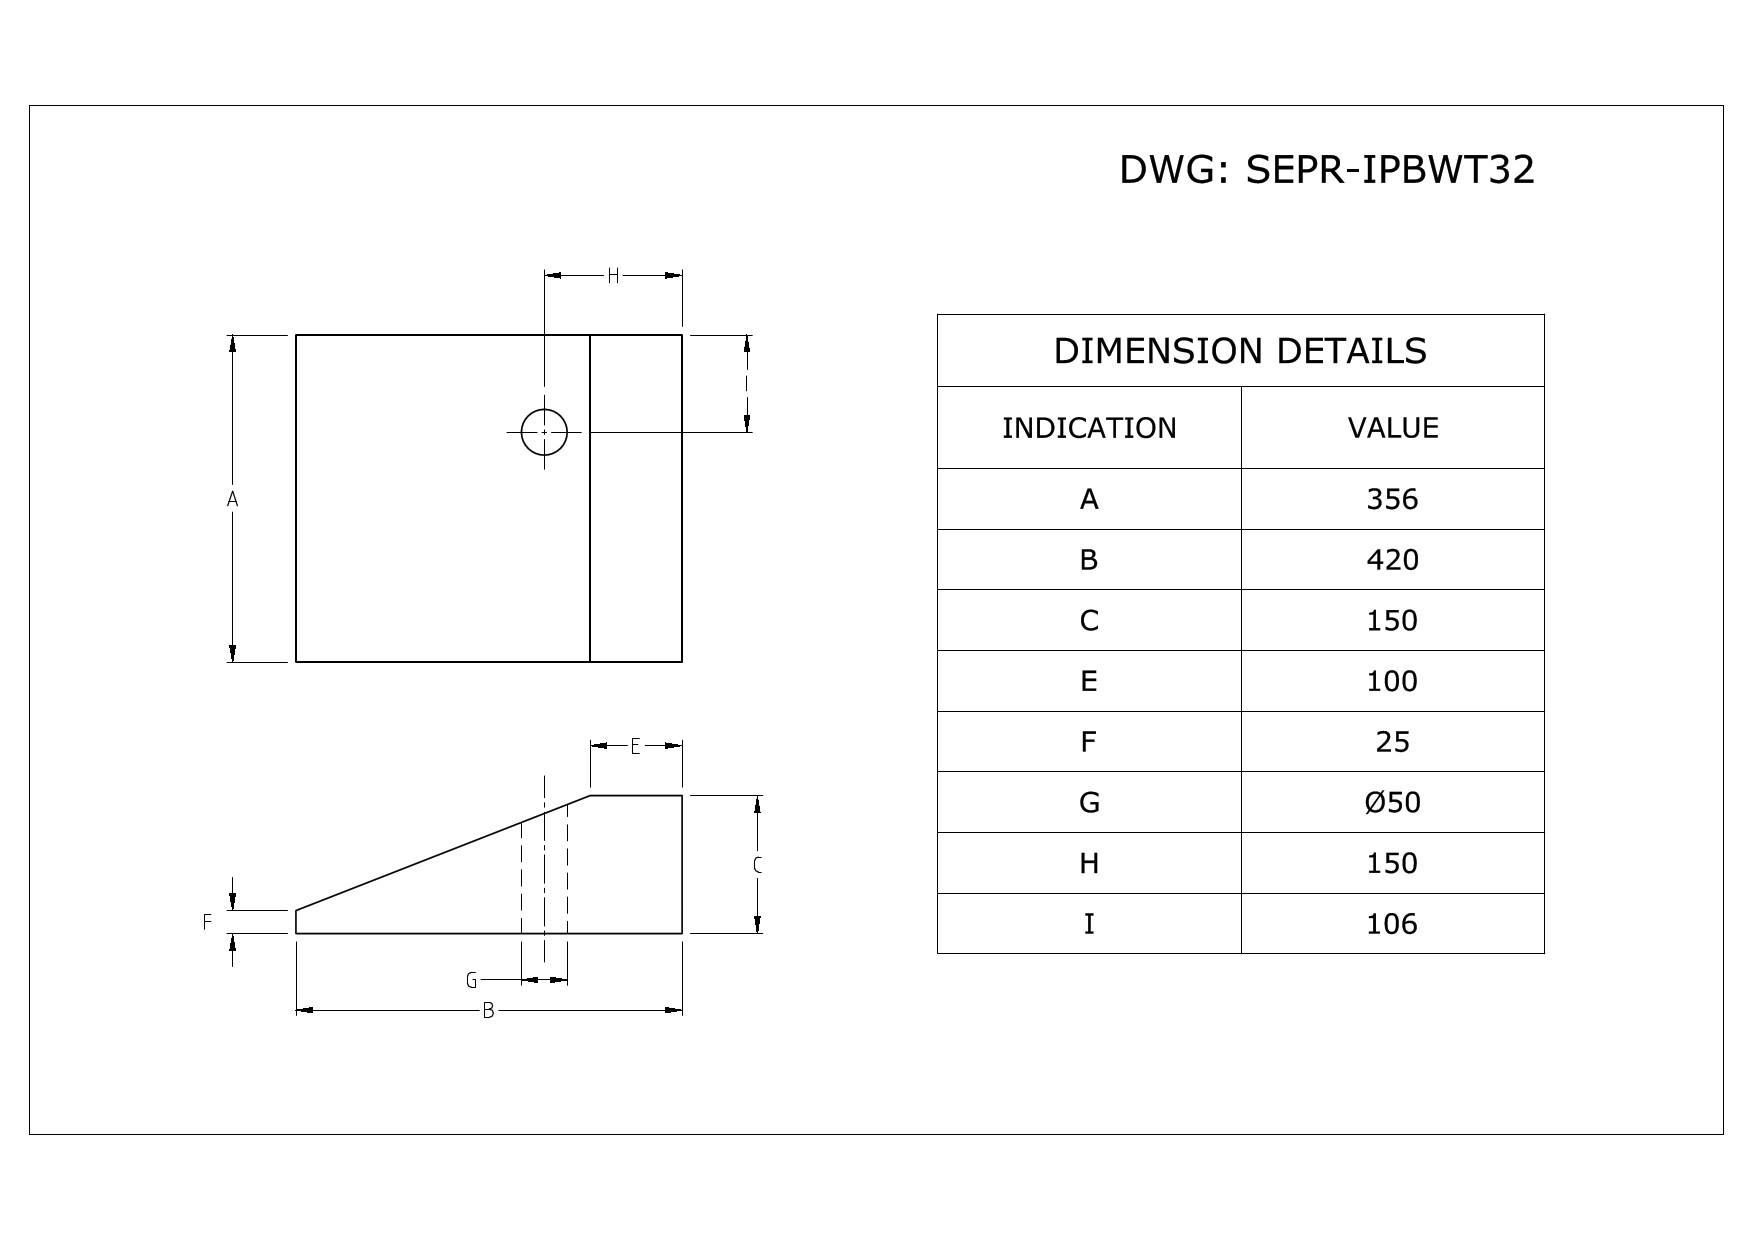 DWG: SEPR-IPBWT32
H
I
A
E
C
F
G
B
DIMENSION DETAILS
INDICATION VALUE
A 356
B 420
C 150
E 100
F 25
G Ø50
H 150
I 106